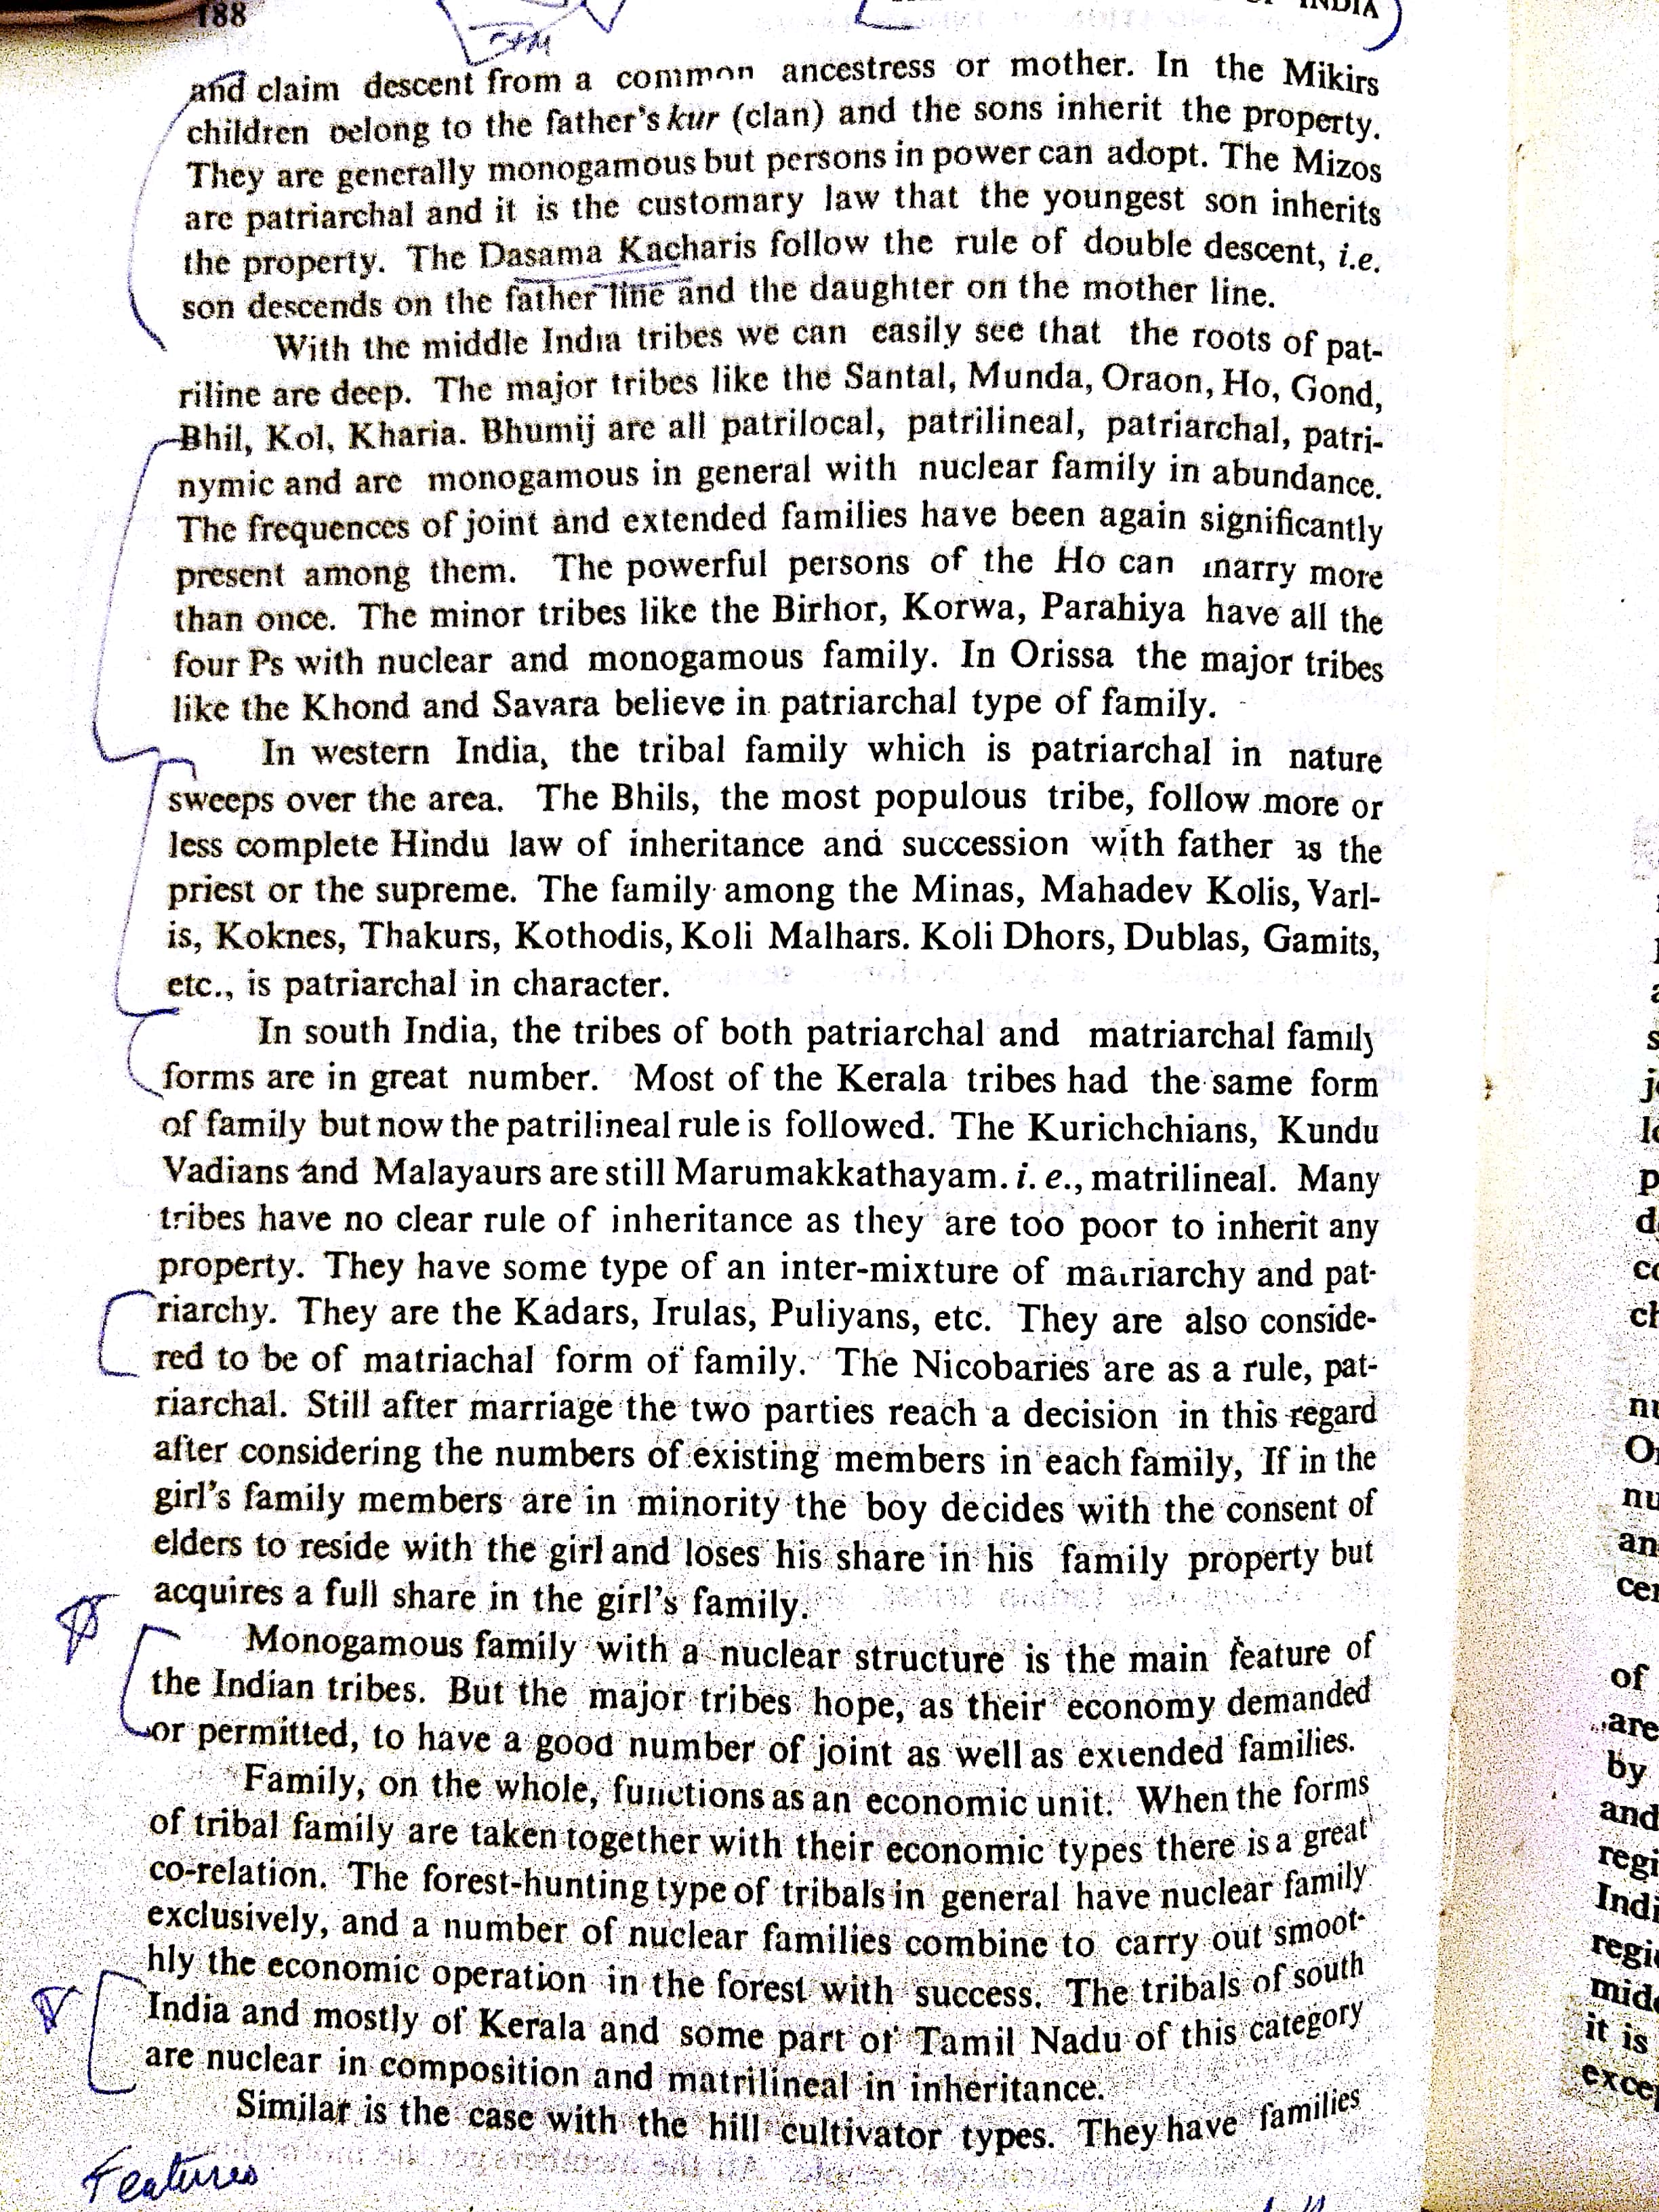 188
INDIA
and claim descent from a common ancestress or mother. In the Mikirs
children belong to the father's kur (clan) and the sons inherit the property.
They are generally monogamous but persons in power can adopt. The Mizos
are patriarchal and it is the customary law that the youngest son inherits
the property. The Dasama Kacharis follow the rule of double descent, i.e.
son descends on the father line and the daughter on the mother line.
With the middle India tribes we can easily see that the roots of pat-
riline are deep. The major tribes like the Santal, Munda, Oraon, Ho, Gond,
Bhil, Kol, Kharia. Bhumij are all patrilocal, patrilineal, patriarchal, patri-
nymic and are monogamous in general with nuclear family in abundance.
The frequences of joint and extended families have been again significantly
present among them. The powerful persons of the Ho can marry more
than once. The minor tribes like the Birhor, Korwa, Parahiya have all the
four Ps with nuclear and monogamous family. In Orissa the major tribes
like the Khond and Savara believe in patriarchal type of family.
In western India, the tribal family which is patriarchal in nature
sweeps over the area. The Bhils, the most populous tribe, follow more or
less complete Hindu law of inheritance and succession with father as the
priest or the supreme. The family among the Minas, Mahadev Kolis, Varl-
is, Koknes, Thakurs, Kothodis, Koli Malhars. Koli Dhors, Dublas, Gamits,
etc., is patriarchal in character.
In south India, the tribes of both patriarchal and matriarchal family
forms are in great number. Most of the Kerala tribes had the same form
of family but now the patrilineal rule is followed. The Kurichchians, Kundu
Vadians and Malayaurs are still Marumakkathayam. i. e., matrilineal. Many
tribes have no clear rule of inheritance as they are too poor to inherit any
property. They have some type of an inter-mixture of matriarchy and pat-
riarchy. They are the Kadars, Irulas, Puliyans, etc. They are also conside-
red to be of matriachal form of family. The Nicobaries are as a rule, pat-
riarchal. Still after marriage the two parties reach a decision in this regard
after considering the numbers of existing members in each family, If in the
girl's family members are in minority the boy decides with the consent of
elders to reside with the girl and loses his share in his family property but
acquires a full share in the girl's family.
Monogamous family with a nuclear structure is the main feature of
the Indian tribes. But the major tribes hope, as their economy demanded
or permitted, to have a good number of joint as well as extended families.
Family, on the whole, functions as an economic unit. When the forms
of tribal family are taken together with their economic types there is a great
co-relation. The forest-hunting type of tribals in general have nuclear family
exclusively, and a number of nuclear families combine to carry out smoot-
hly the economic operation in the forest with success. The tribals of south
India and mostly of Kerala and some part of Tamil Nadu of this category
are nuclear in composition and matrilineal in inheritance.
Similar is the case with the hill cultivator types. They have families
Features